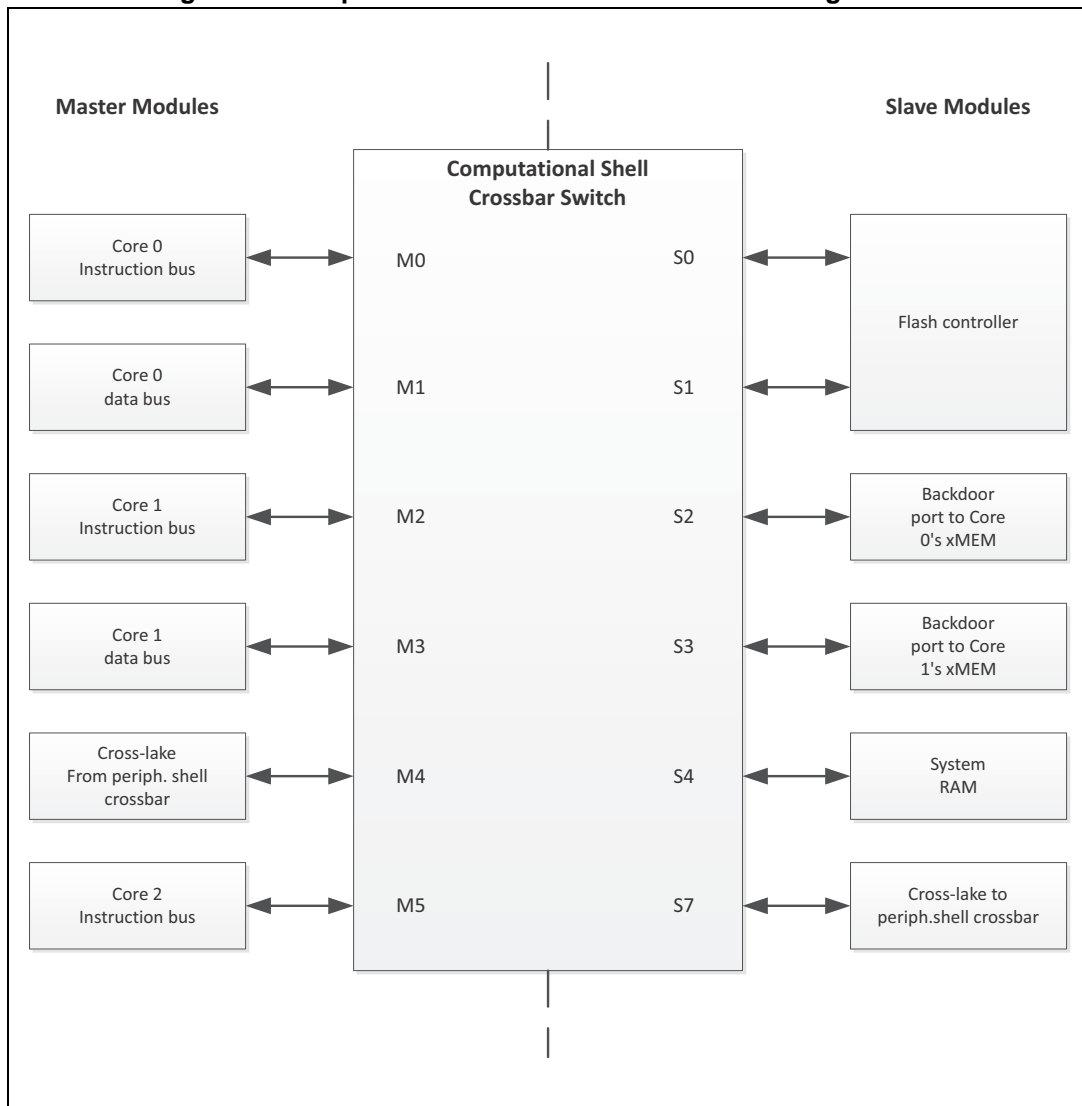 Master Modules
Slave Modules
Computational Shell
Crossbar Switch
Core 0
Instruction bus
M0
S0
Flash controller
Core 0
data bus
M1
S1
Core 1
Instruction bus
M2
S2
Backdoor
port to Core
0's xMEM
Core 1
data bus
M3
S3
Backdoor
port to Core
1's xMEM
Cross-lake
From periph. shell
crossbar
M4
S4
System
RAM
Core 2
Instruction bus
M5
S7
Cross-lake to
periph.shell crossbar